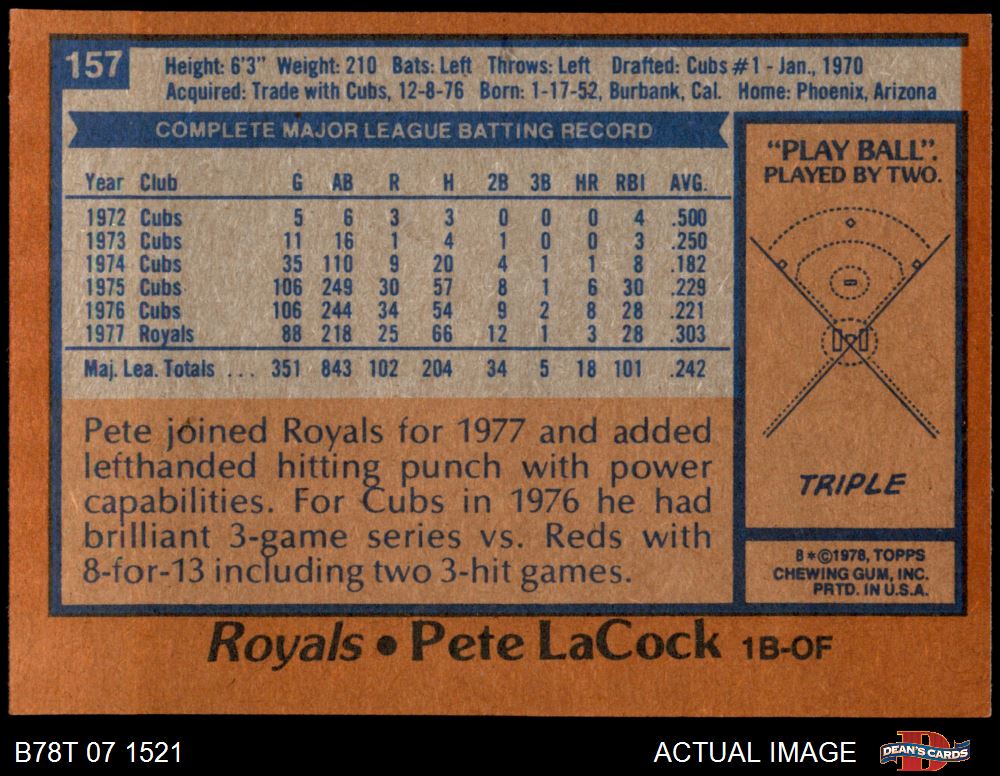 157
Height: 6'3" Weight: 210 Bats: Left Throws: Left Drafted: Cubs #1 - Jan., 1970
Acquired: Trade with Cubs, 12-8-76 Born: 1-17-52, Burbank, Cal. Home: Phoenix, Arizona
COMPLETE MAJOR LEAGUE BATTING RECORD
Year Club G AB R H 2B 3B HR RBI AVG.
1972 Cubs 5 6 3 3 0 0 0 4 .500
1973 Cubs 11 16 1 4 1 0 0 3 .250
1974 Cubs 35 110 9 20 4 1 1 8 .182
1975 Cubs 106 249 30 57 8 1 6 30 .229
1976 Cubs 106 244 34 54 9 2 8 28 .221
1977 Royals 88 218 25 66 12 1 3 28 .303
Maj. Lea. Totals ... 351 843 102 204 34 5 18 101 .242
Pete joined Royals for 1977 and added
lefthanded hitting punch with power
capabilities. For Cubs in 1976 he had
brilliant 3-game series vs. Reds with
8-for-13 including two 3-hit games.
"PLAY BALL".
PLAYED BY TWO.
TRIPLE
8*©1978, TOPPS
CHEWING GUM, INC.
PRTD. IN U.S.A.
Royals • Pete LaCock 1B-OF
B78T 07 1521
ACTUAL IMAGE
DEAN'S CARDS